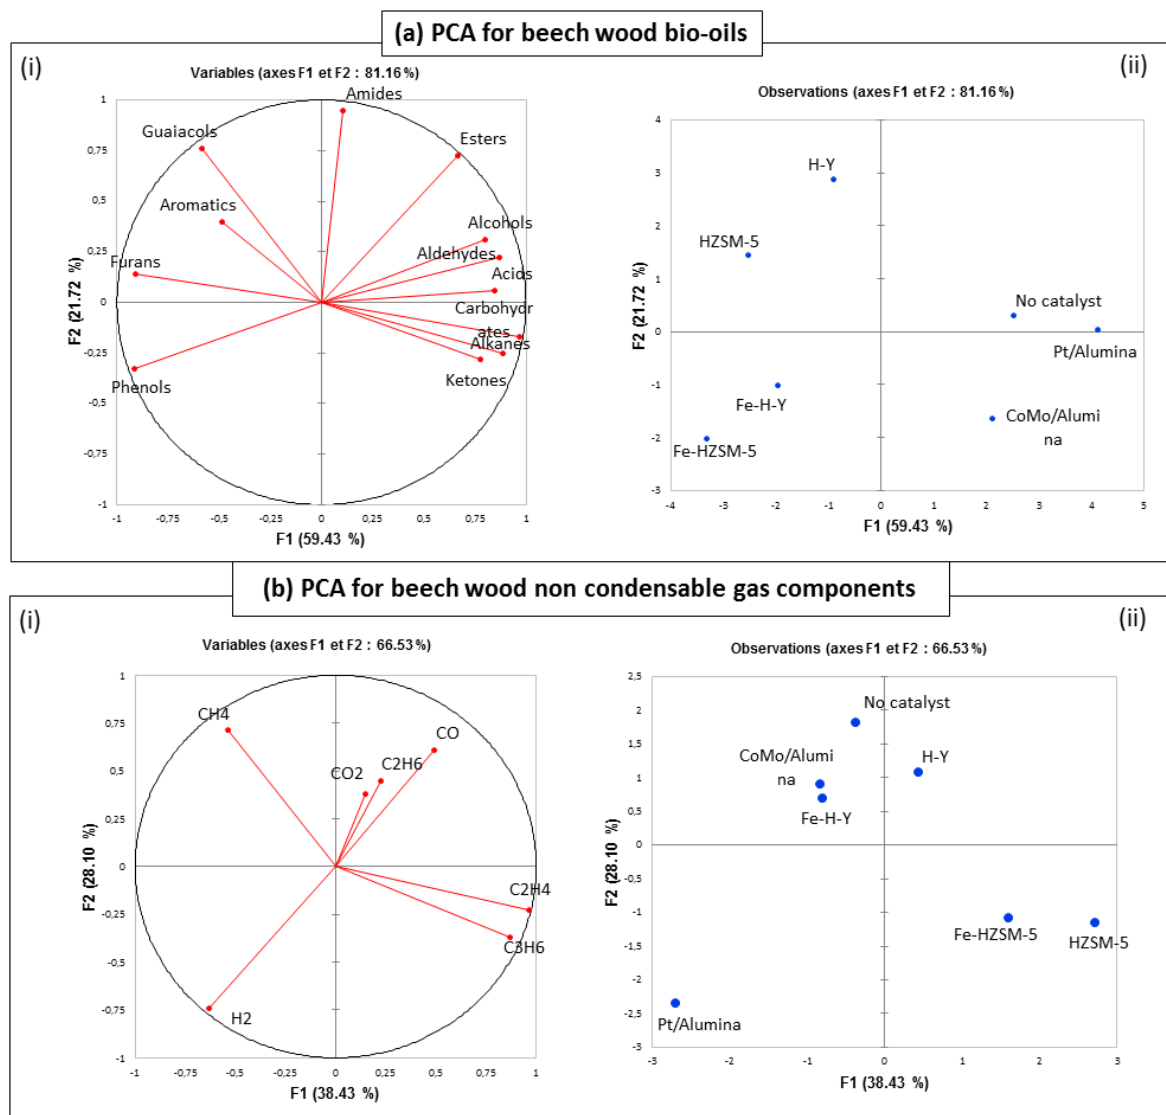 (a) PCA for beech wood bio-oils
(i)
Variables (axes F1 et F2 : 81.16 %)
1
0,75
0,5
0,25
0
-0,25
-0,5
-0,75
-1
F2 (21.72 %)
Amides
Guaiacols
Esters
Aromatics
Alcohols
Furans
Aldehydes
Acids
Carbohydr
ates
Alkanes
Ketones
Phenols
-1 -0,75 -0,5 -0,25 0 0,25 0,5 0,75 1
F1 (59.43 %)
(ii)
Observations (axes F1 et F2 : 81.16 %)
4
3
2
1
0
-1
-2
-3
F2 (21.72 %)
H-Y
HZSM-5
No catalyst
Pt/Alumina
Fe-H-Y
CoMo/Alumi
na
Fe-HZSM-5
-4 -3 -2 -1 0 1 2 3 4 5
F1 (59.43 %)
(b) PCA for beech wood non condensable gas components
(i)
Variables (axes F1 et F2 : 66.53 %)
1
0,75
0,5
0,25
0
-0,25
-0,5
-0,75
-1
F2 (28.10 %)
CH4
CO
C2H6
CO2
C2H4
C3H6
H2
-1 -0,75 -0,5 -0,25 0 0,25 0,5 0,75 1
F1 (38.43 %)
(ii)
Observations (axes F1 et F2 : 66.53 %)
2,5
2
1,5
1
0,5
0
-0,5
-1
-1,5
-2
-2,5
-3
F2 (28.10 %)
No catalyst
CoMo/Alumi
na
H-Y
Fe-H-Y
Fe-HZSM-5
HZSM-5
Pt/Alumina
-3 -2 -1 0 1 2 3
F1 (38.43 %)